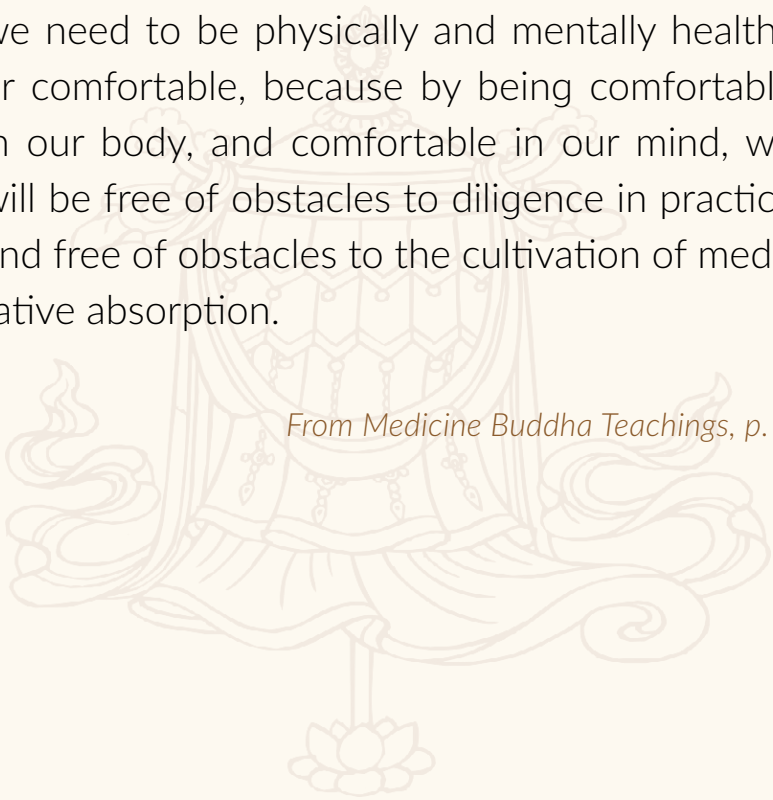 we need to be physically and mentally health
r comfortable, because by being comfortabl
n our body, and comfortable in our mind, w
will be free of obstacles to diligence in practic
nd free of obstacles to the cultivation of med
ative absorption.
From Medicine Buddha Teachings, p.